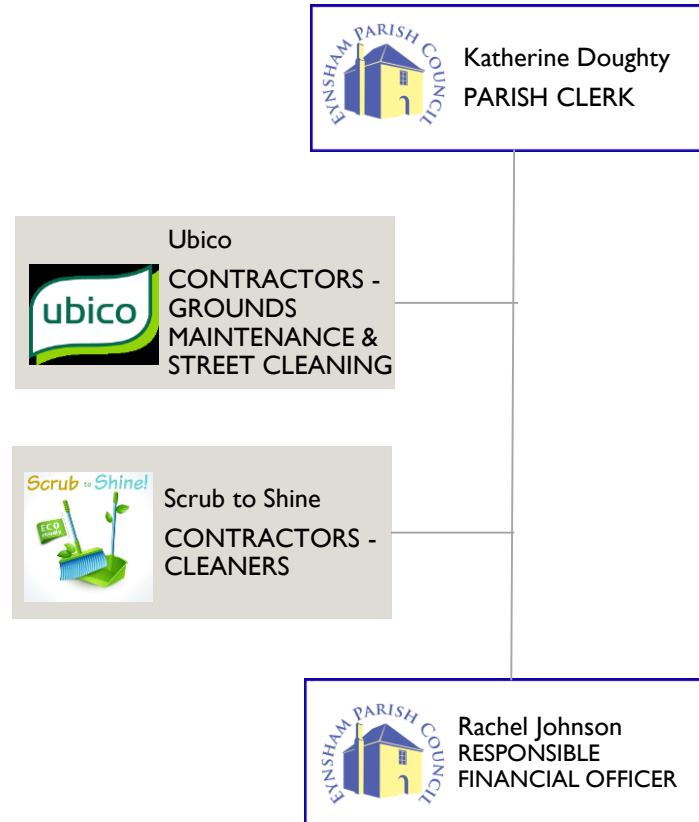 EYNSHAM PARISH COUNCIL
Katherine Doughty
PARISH CLERK
Ubico
ubico
CONTRACTORS -
GROUNDS
MAINTENANCE &
STREET CLEANING
Scrub to Shine!
ECO
friendly
Scrub to Shine
CONTRACTORS -
CLEANERS
EYNSHAM PARISH COUNCIL
Rachel Johnson
RESPONSIBLE
FINANCIAL OFFICER